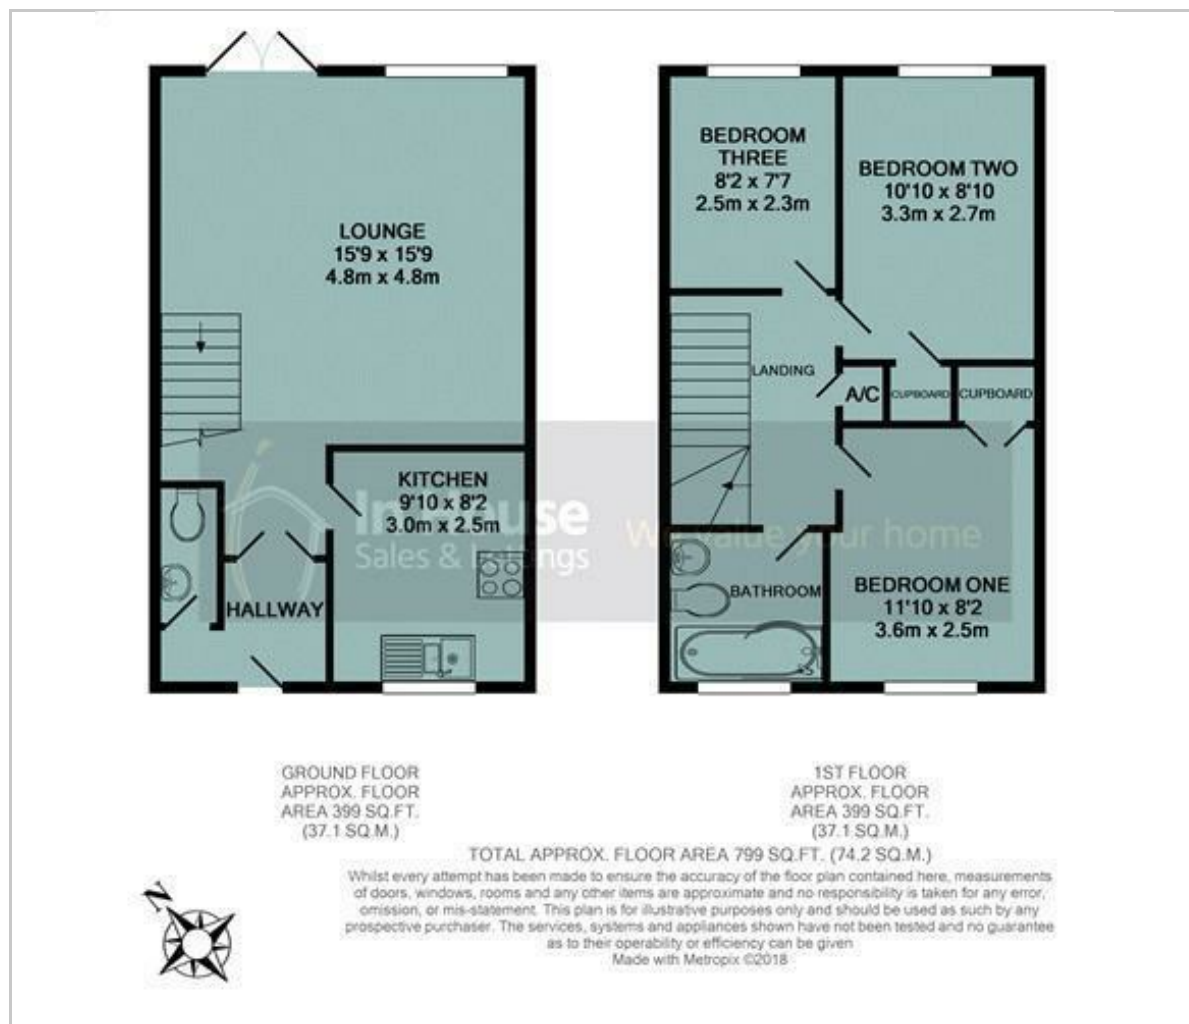 LOUNGE
15'9 x 15'9
4.8m x 4.8m
KITCHEN
9'10 x 8'2
3.0m x 2.5m
HALLWAY
In House
Sales & Lettings
We value your home
BEDROOM
THREE
8'2 x 7'7
2.5m x 2.3m
BEDROOM TWO
10'10 x 8'10
3.3m x 2.7m
LANDING
A/C
CUPBOARD
CUPBOARD
BATHROOM
BEDROOM ONE
11'10 x 8'2
3.6m x 2.5m
GROUND FLOOR
APPROX. FLOOR
AREA 399 SQ.FT.
(37.1 SQ.M.)
1ST FLOOR
APPROX. FLOOR
AREA 399 SQ.FT.
(37.1 SQ.M.)
TOTAL APPROX. FLOOR AREA 799 SQ.FT. (74.2 SQ.M.)
Whilst every attempt has been made to ensure the accuracy of the floor plan contained here, measurements
of doors, windows, rooms and any other items are approximate and no responsibility is taken for any error,
omission, or mis-statement. This plan is for illustrative purposes only and should be used as such by any
prospective purchaser. The services, systems and appliances shown have not been tested and no guarantee
as to their operability or efficiency can be given
Made with Metropix ©2018
N